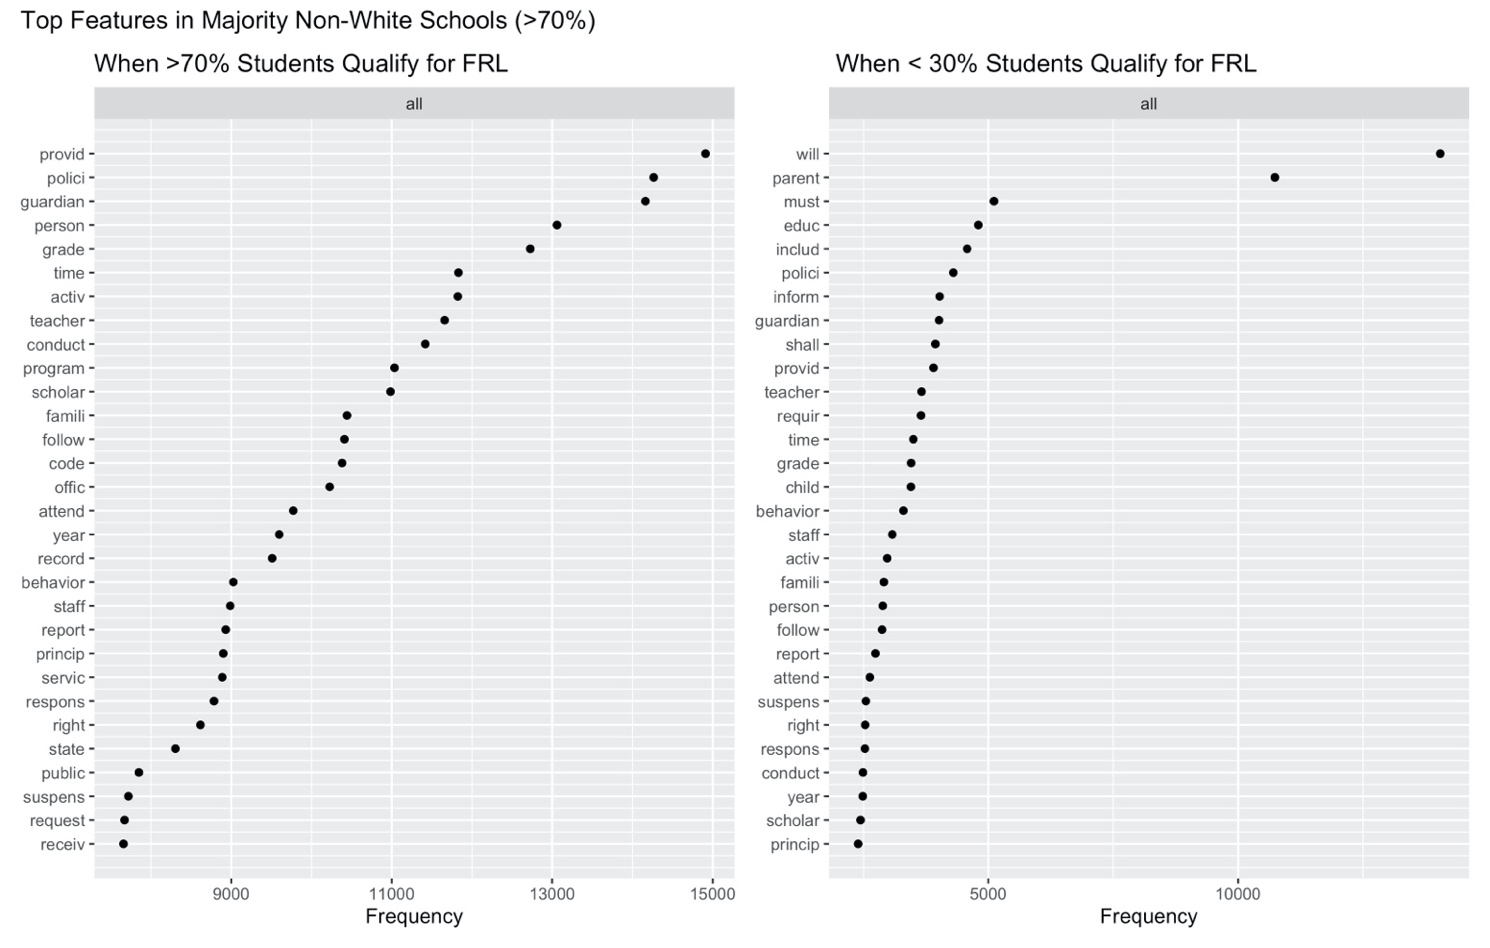 Top Features in Majority Non-White Schools (>70%)
When >70% Students Qualify for FRL
all
provid
polici
guardian
person
grade
time
activ
teacher
conduct
program
scholar
famili
follow
code
offic
attend
year
record
behavior
staff
report
princip
servic
respons
right
state
public
suspens
request
receiv
9000 11000 13000 15000
Frequency
When < 30% Students Qualify for FRL
all
will
parent
must
educ
includ
polici
inform
guardian
shall
provid
teacher
requir
time
grade
child
behavior
staff
activ
famili
person
follow
report
attend
suspens
right
respons
conduct
year
scholar
princip
5000 10000
Frequency